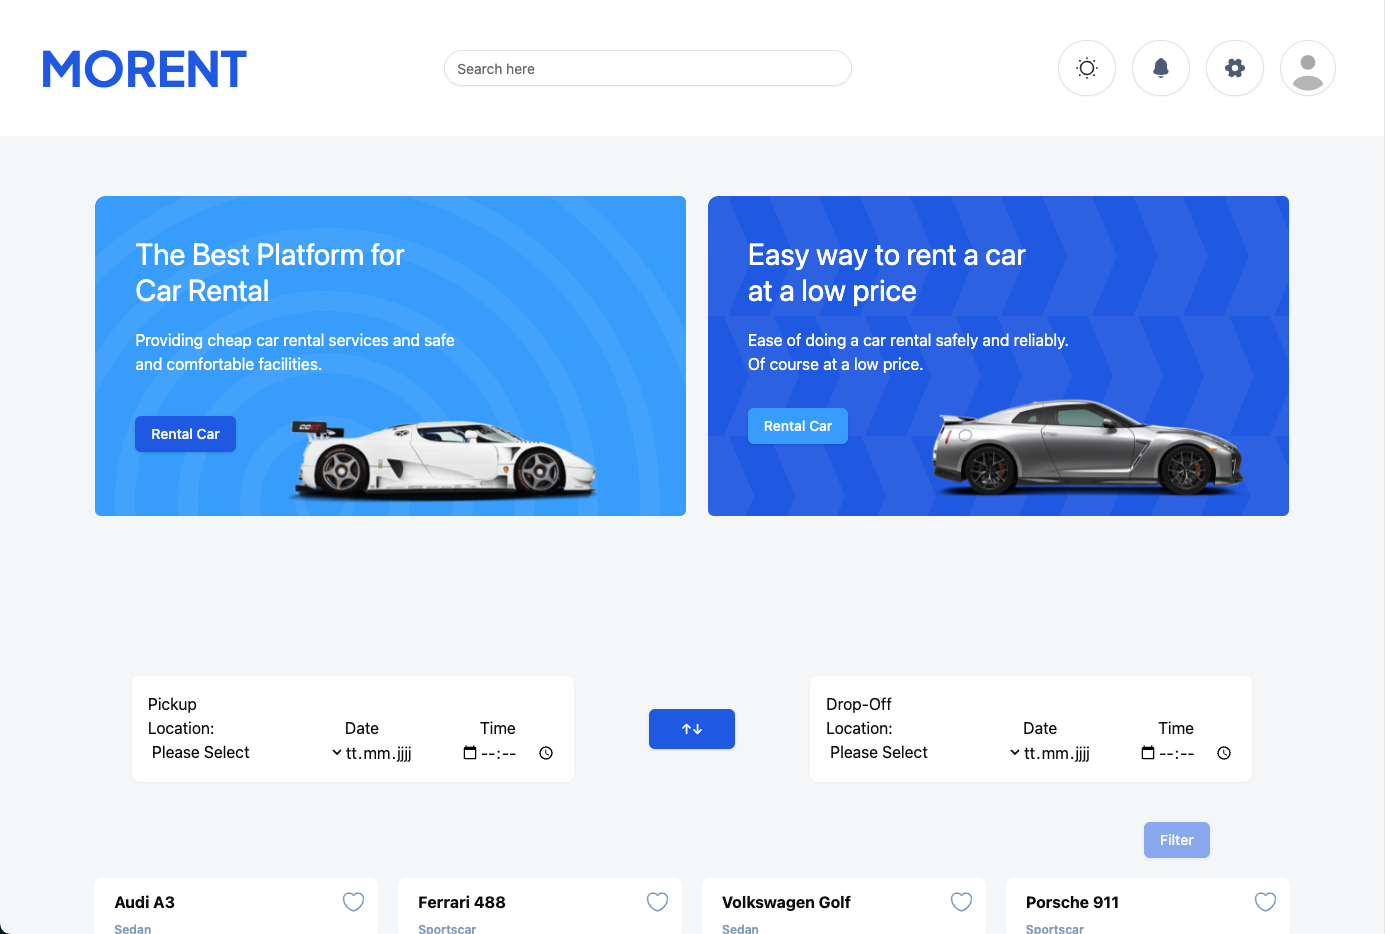 MORENT
Search here
The Best Platform for
Car Rental
Providing cheap car rental services and safe
and comfortable facilities.
Rental Car
Easy way to rent a car
at a low price
Ease of doing a car rental safely and reliably.
Of course at a low price.
Rental Car
Pickup
Location: Date Time
Please Select tt.mm.jjjj --:--
↑↓
Drop-Off
Location: Date Time
Please Select tt.mm.jjjj --:--
Filter
Audi A3
Sedan
Ferrari 488
Sportscar
Volkswagen Golf
Sedan
Porsche 911
Sportscar